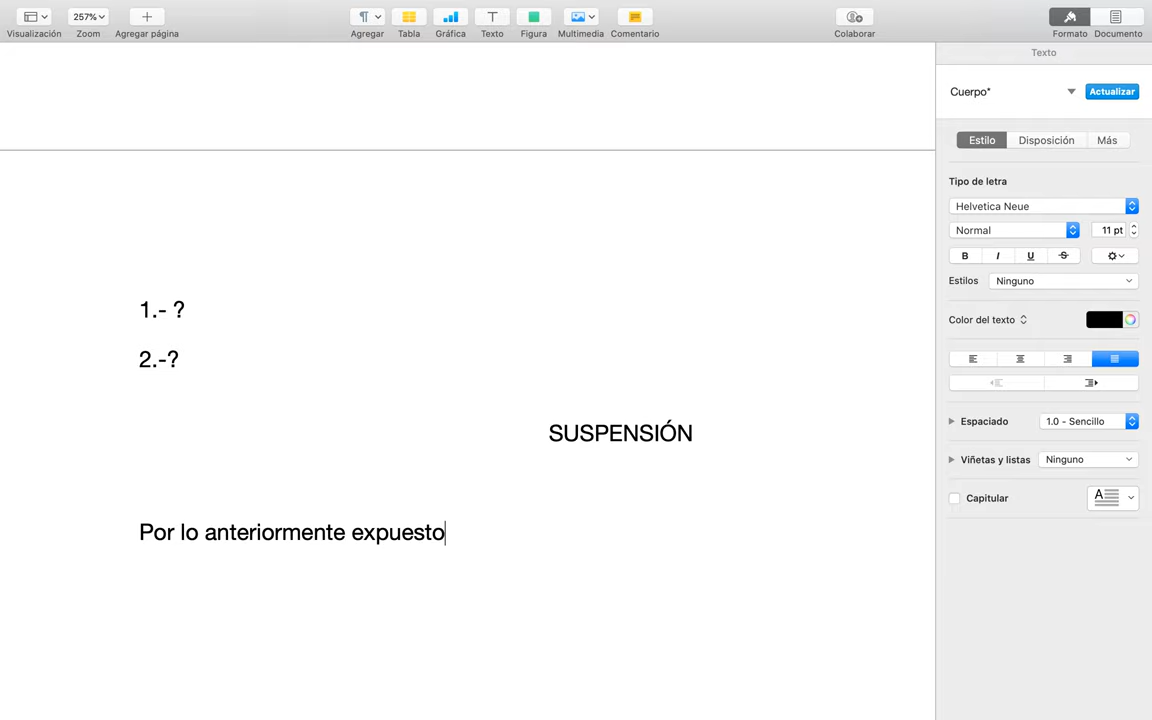 257%
Visualización Zoom Agregar página Agregar Tabla Gráfica Texto Figura Multimedia Comentario Colaborar Formato Documento
Texto
Cuerpo* Actualizar
Estilo Disposición Más
Tipo de letra
Helvetica Neue
Normal 11 pt
B I U S
Estilos Ninguno
Color del texto
Espaciado 1.0 - Sencillo
Viñetas y listas Ninguno
Capitular A
1.- ?
2.-?
SUSPENSIÓN
Por lo anteriormente expuesto